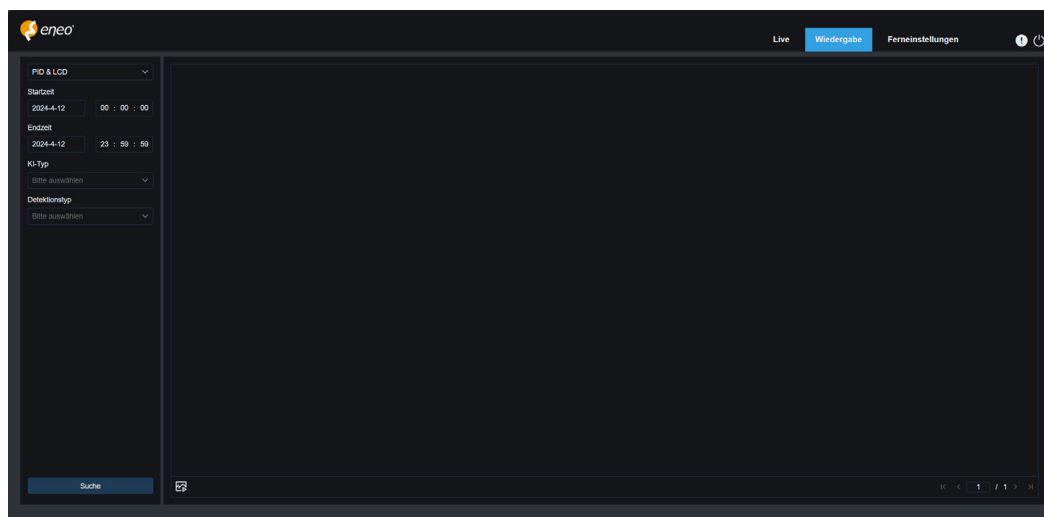 eneo
Live Wiedergabe Ferneinstellungen
PID & LCD
Startzeit
2024-4-12 00 : 00 : 00
Endzeit
2024-4-12 23 : 59 : 59
KI-Typ
Bitte auswählen
Detektionstyp
Bitte auswählen
Suche
1 / 1